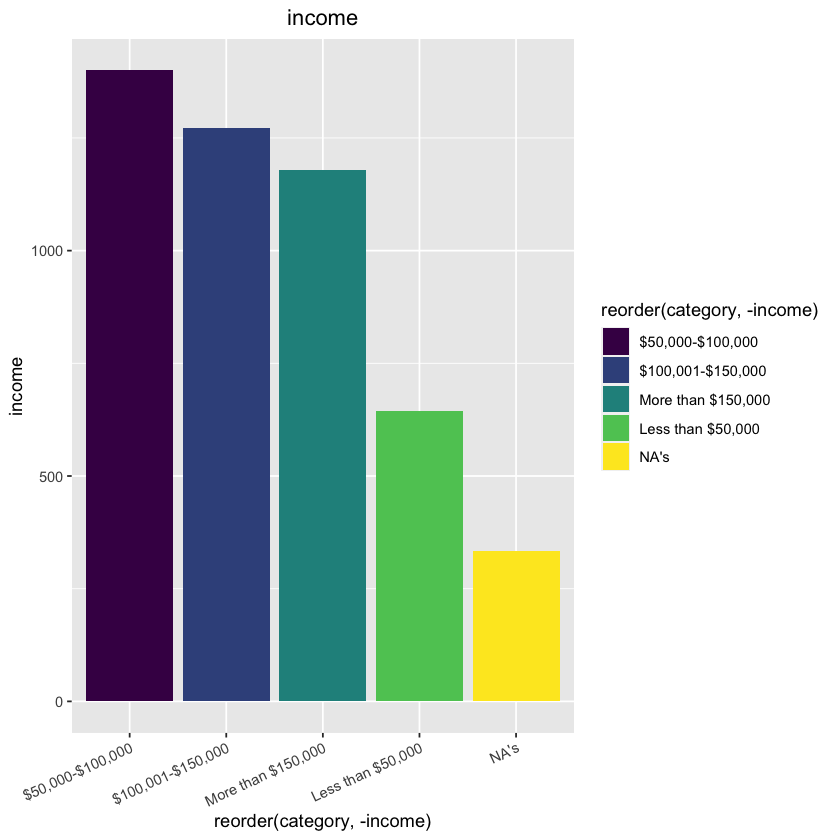 income
income
1000
500
0
$50,000-$100,000
$100,001-$150,000
More than $150,000
Less than $50,000
NA's
reorder(category, -income)
reorder(category, -income)
$50,000-$100,000
$100,001-$150,000
More than $150,000
Less than $50,000
NA's